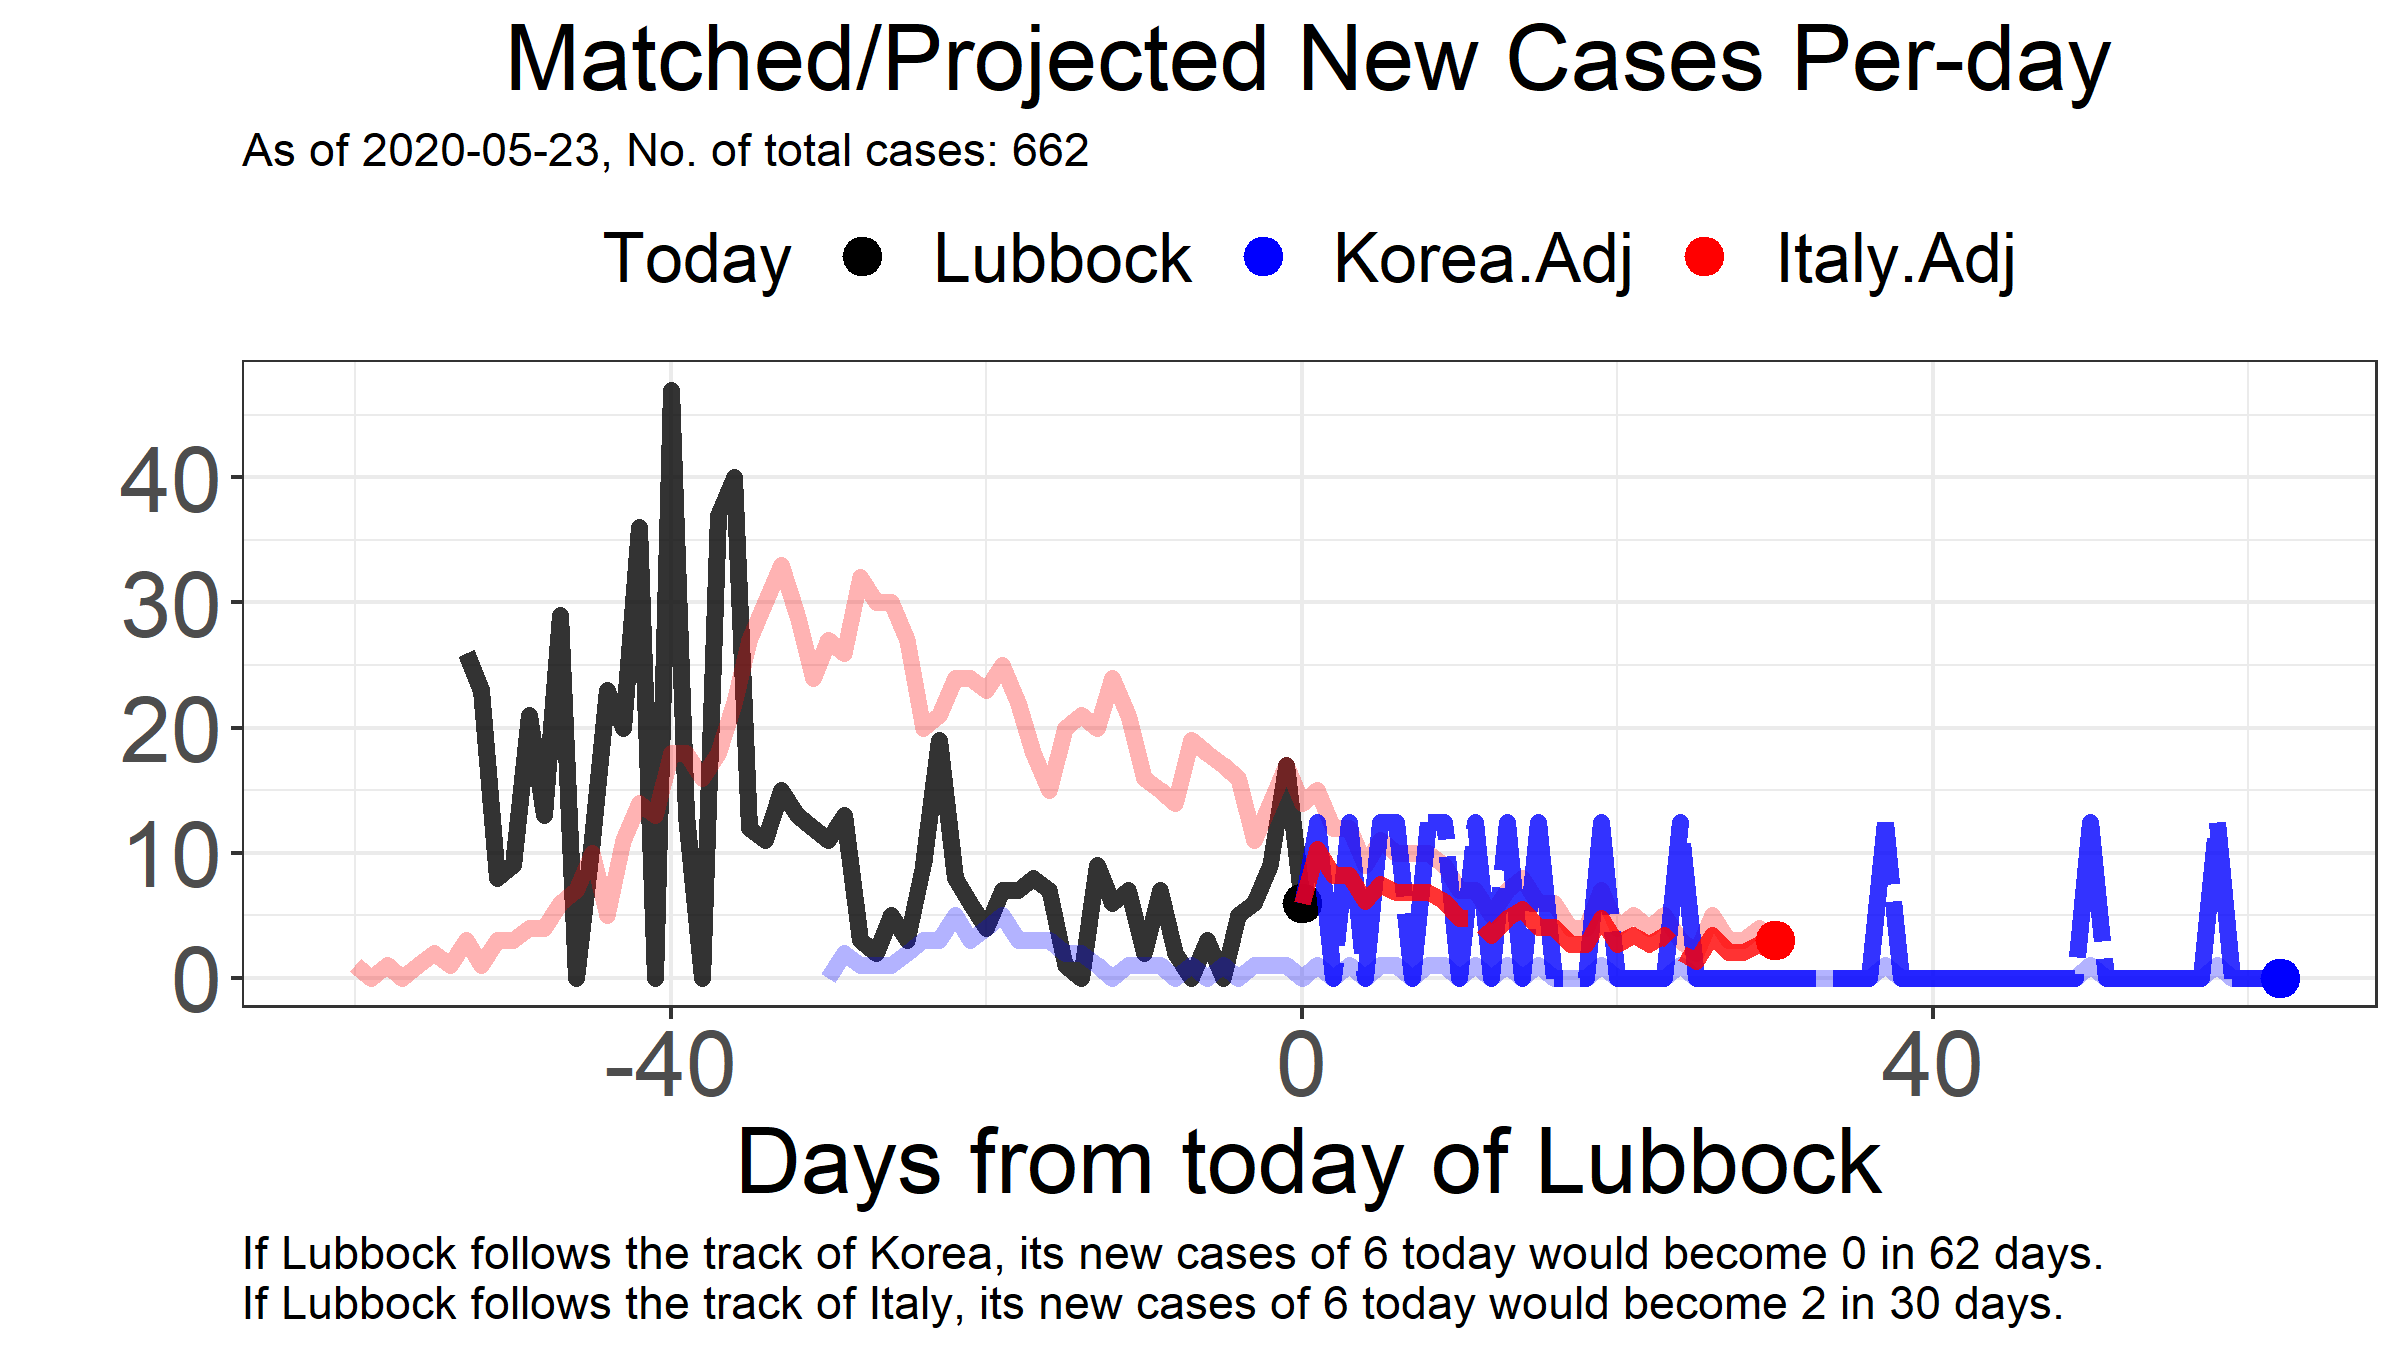 Matched/Projected New Cases Per-day
As of 2020-05-23, No. of total cases: 662
Today Lubbock Korea.Adj Italy.Adj
40
30
20
10
0
-40 0 40
Days from today of Lubbock
If Lubbock follows the track of Korea, its new cases of 6 today would become 0 in 62 days.
If Lubbock follows the track of Italy, its new cases of 6 today would become 2 in 30 days.